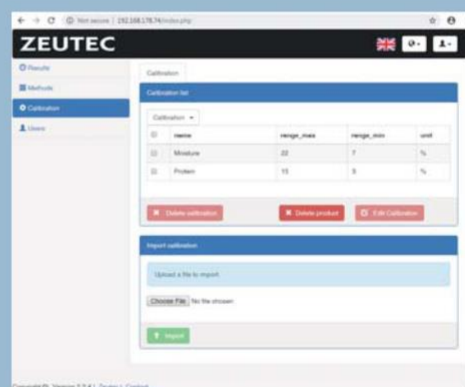 Not secure | 192.168.178.74/index.php
ZEUTEC
Results
Methods
Calibration
Users
Calibration
Calibration list
Calibration
name range_max range_min unit
Moisture 22 7 %
Protein 15 %
Delete calibration Delete product Edit Calibration
Import calibration
Upload a file to import.
Choose File No file chosen
Import